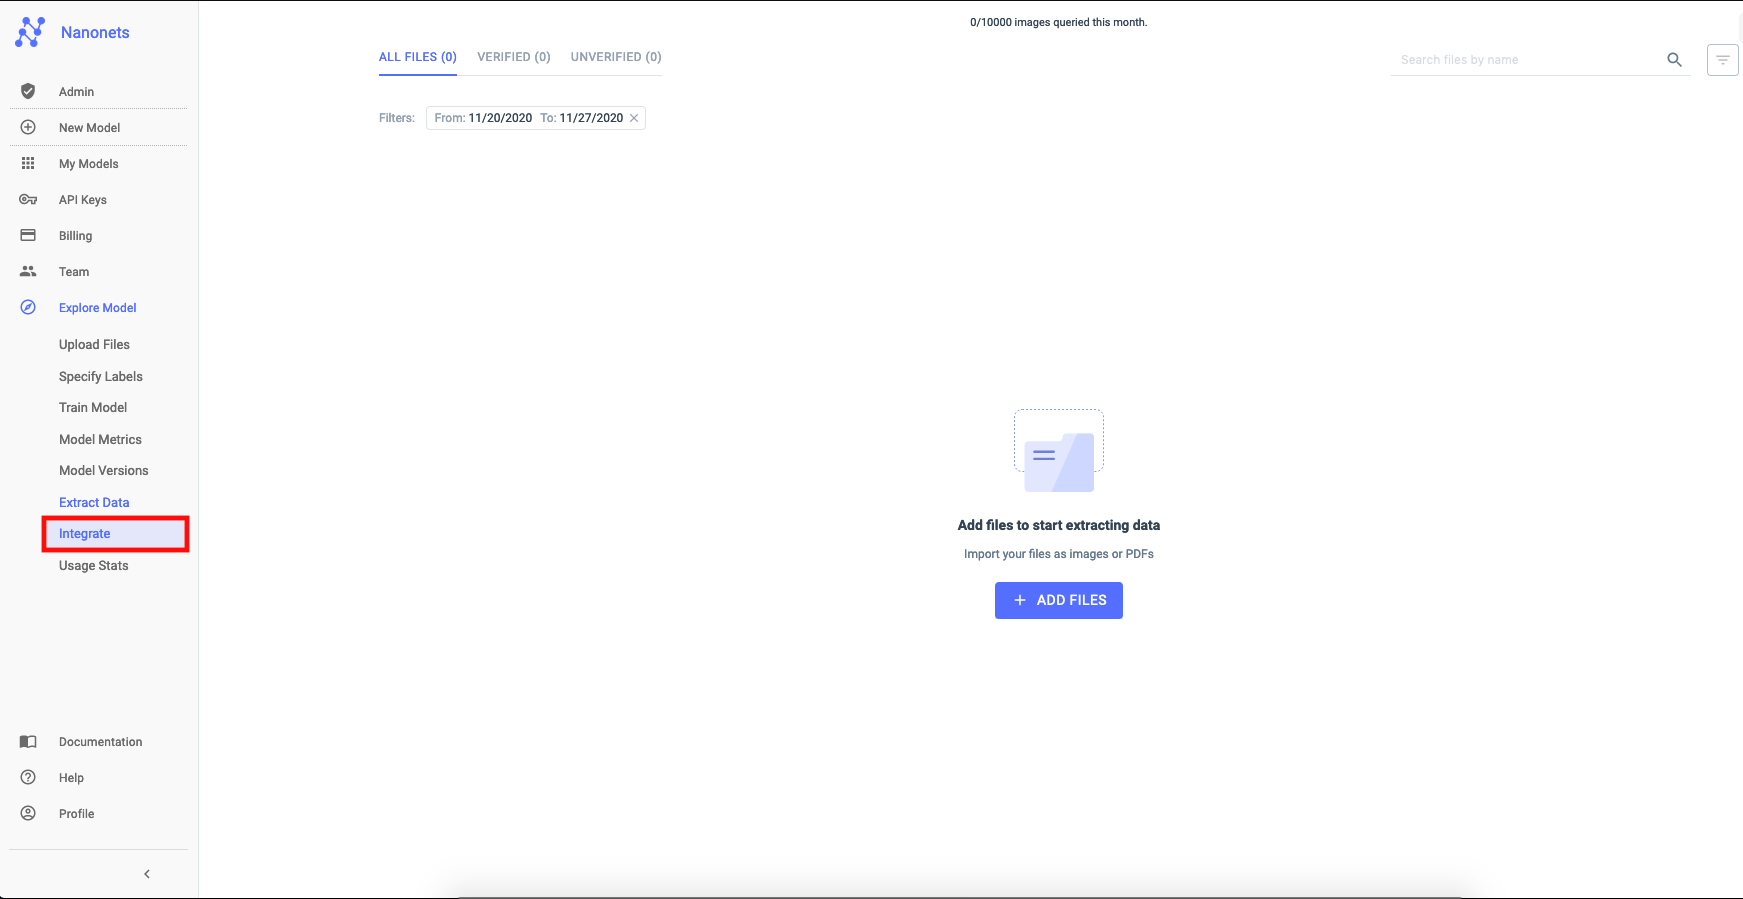 Nanonets
Admin
New Model
My Models
API Keys
Billing
Team
Explore Model
Upload Files
Specify Labels
Train Model
Model Metrics
Model Versions
Extract Data
Integrate
Usage Stats
Documentation
Help
Profile
0/10000 images queried this month.
ALL FILES (0) VERIFIED (0) UNVERIFIED (0)
Search files by name
Filters: From: 11/20/2020 To: 11/27/2020
Add files to start extracting data
Import your files as images or PDFs
ADD FILES